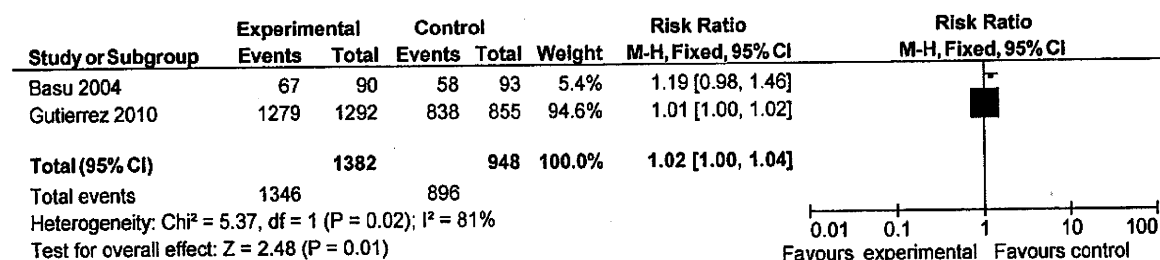 Experimental Control Risk Ratio Risk Ratio
Study or Subgroup Events Total Events Total Weight M-H, Fixed, 95% CI M-H, Fixed, 95% CI
Basu 2004 67 90 58 93 5.4% 1.19 [0.98, 1.46]
Gutierrez 2010 1279 1292 838 855 94.6% 1.01 [1.00, 1.02]
Total (95% CI) 1382 948 100.0% 1.02 [1.00, 1.04]
Total events 1346 896
Heterogeneity: Chi² = 5.37, df = 1 (P = 0.02); I² = 81%
Test for overall effect: Z = 2.48 (P = 0.01)
0.01 0.1 1 10 100
Favours experimental Favours control